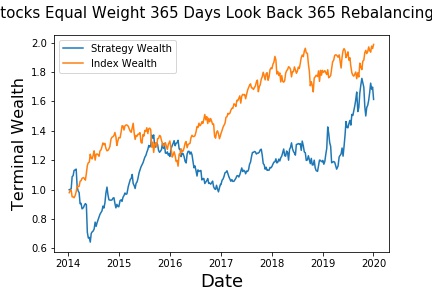 tocks Equal Weight 365 Days Look Back 365 Rebalancing
Strategy Wealth
Index Wealth
Terminal Wealth
2.0
1.8
1.6
1.4
1.2
1.0
0.8
0.6
2014 2015 2016 2017 2018 2019 2020
Date